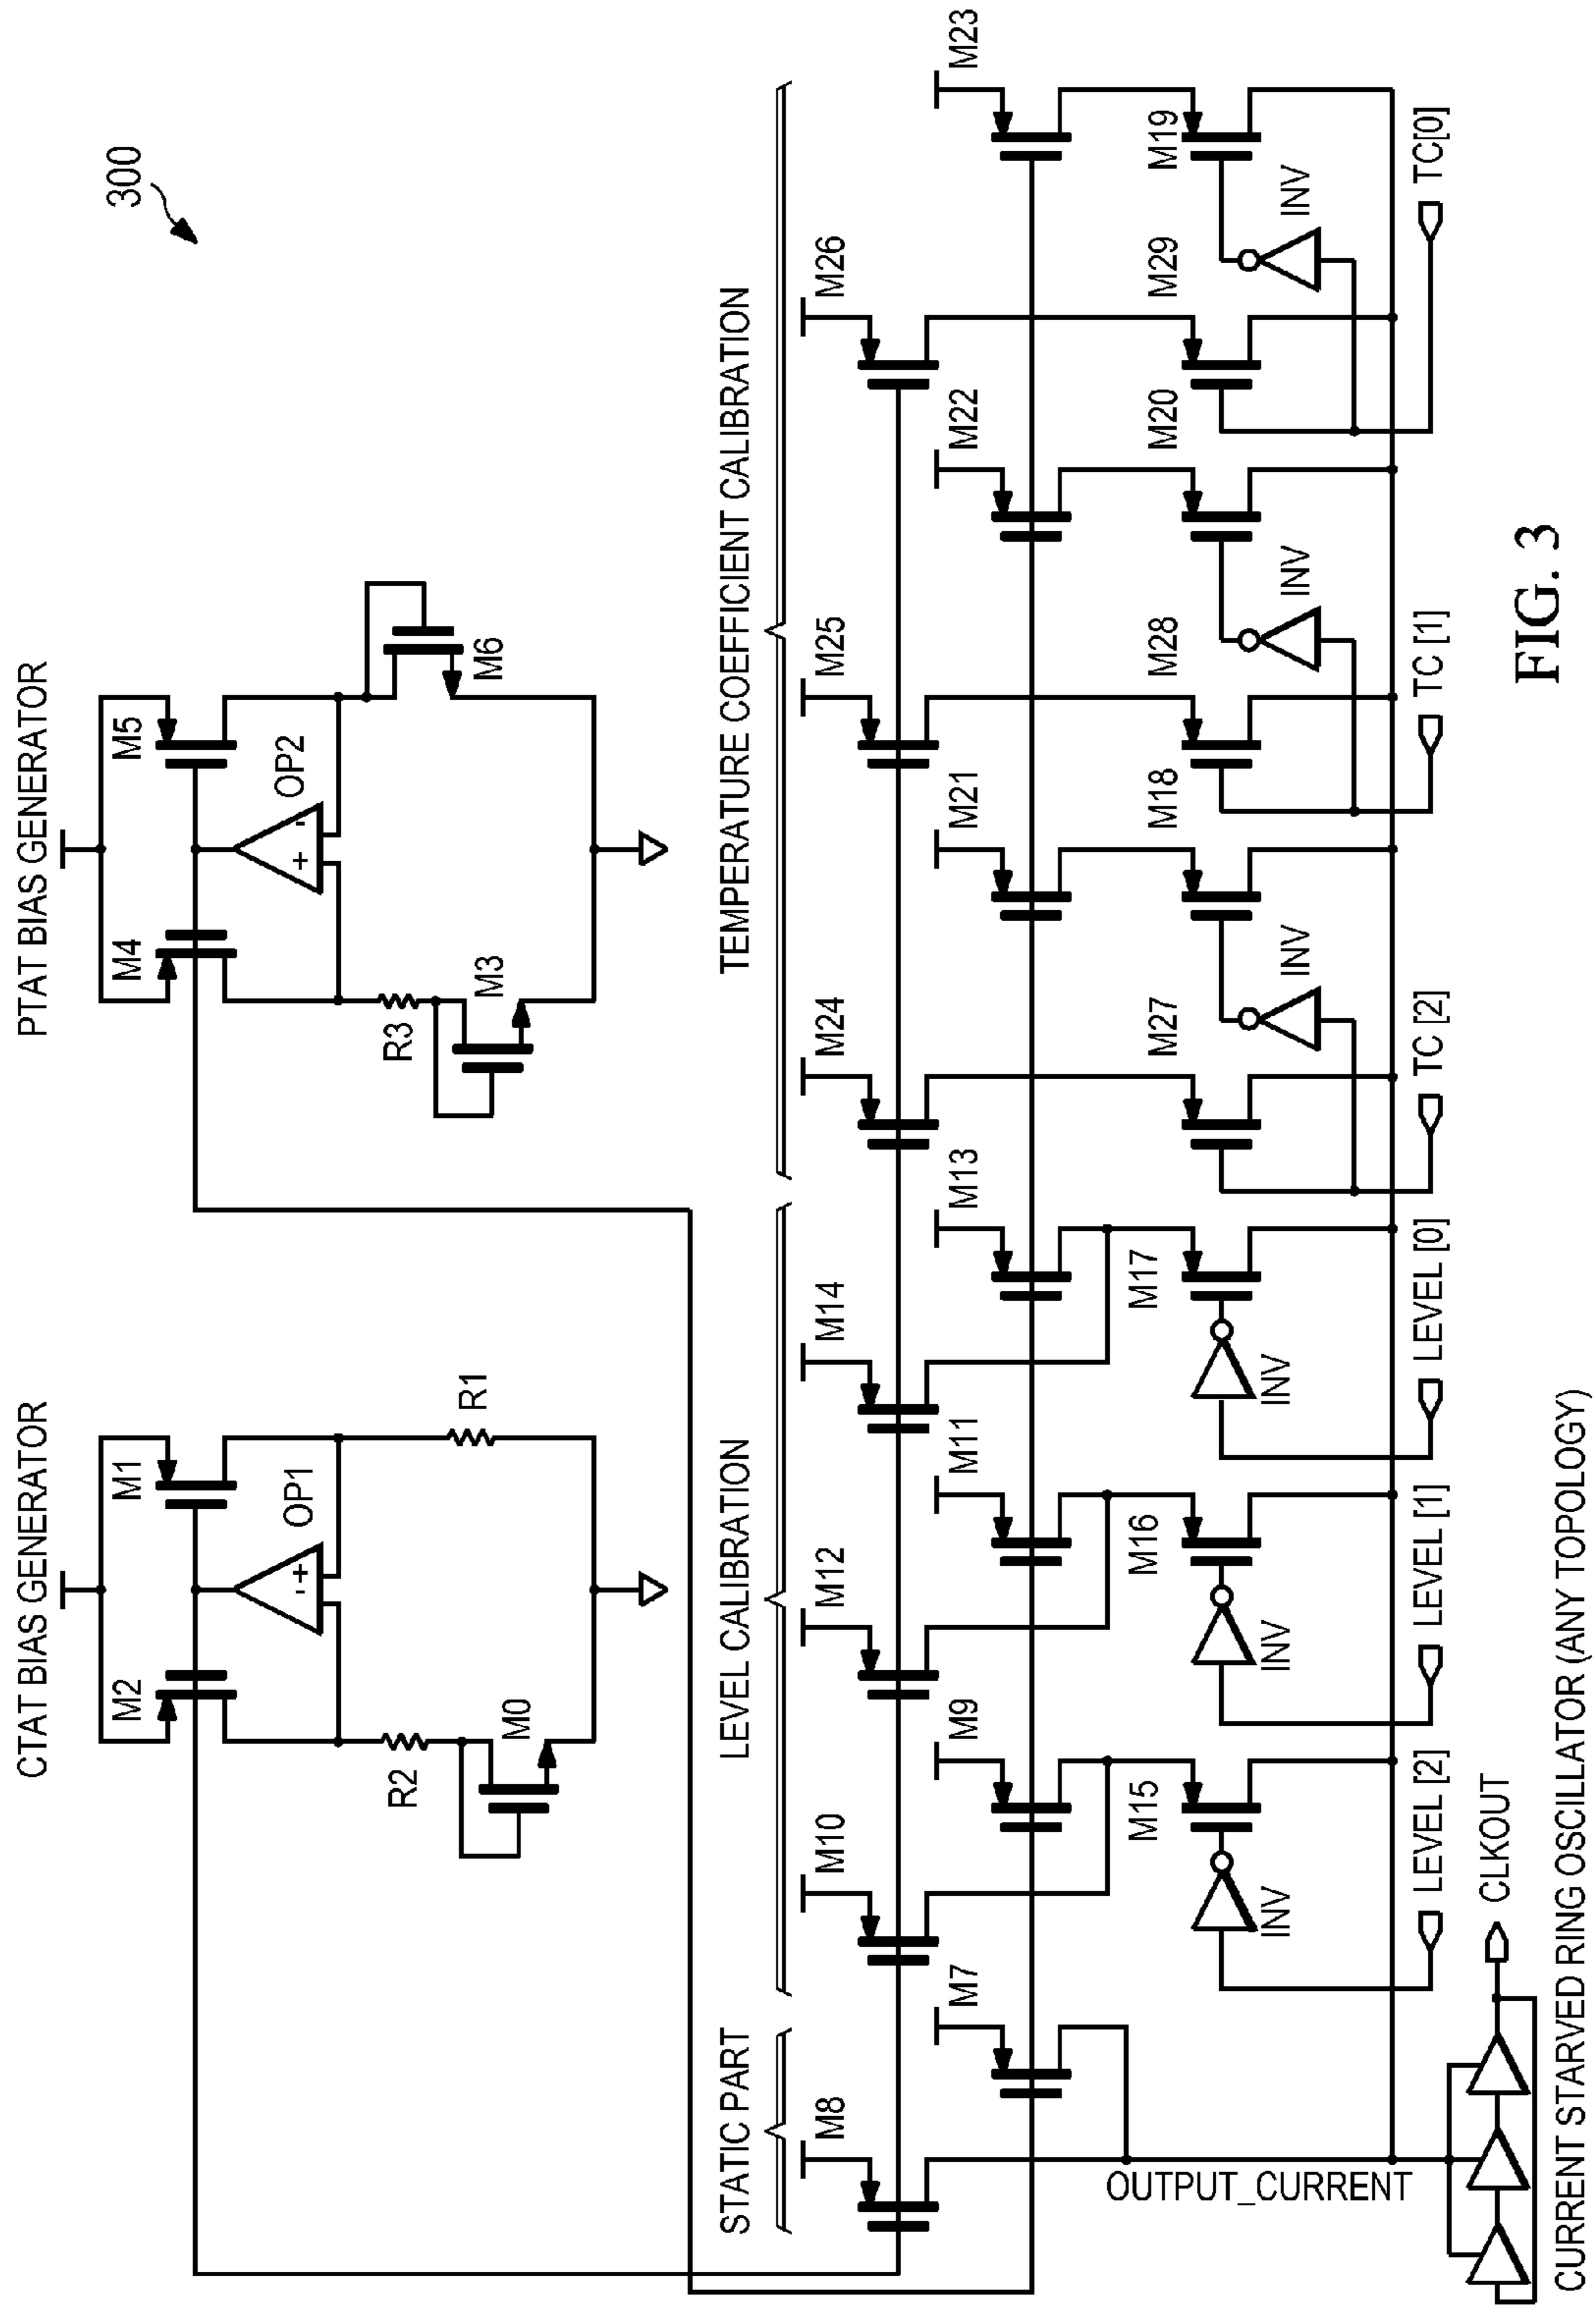 300
CTAT BIAS GENERATOR
PTAT BIAS GENERATOR
M2
M1
M4
M5
OP1
- +
OP2
+ -
R2
R1
R3
M0
M3
M6
STATIC PART
LEVEL CALIBRATION
TEMPERATURE COEFFICIENT CALIBRATION
M8
M10
M12
M14
M24
M25
M26
M7
M9
M11
M13
M21
M22
M23
M15
M16
M17
M27
M18
M28
M20
M29
M19
INV
INV
INV
INV
INV
INV
OUTPUT_CURRENT
LEVEL [2]
LEVEL [1]
LEVEL [0]
TC [2]
TC [1]
TC[0]
CLKOUT
CURRENT STARVED RING OSCILLATOR (ANY TOPOLOGY)
FIG. 3